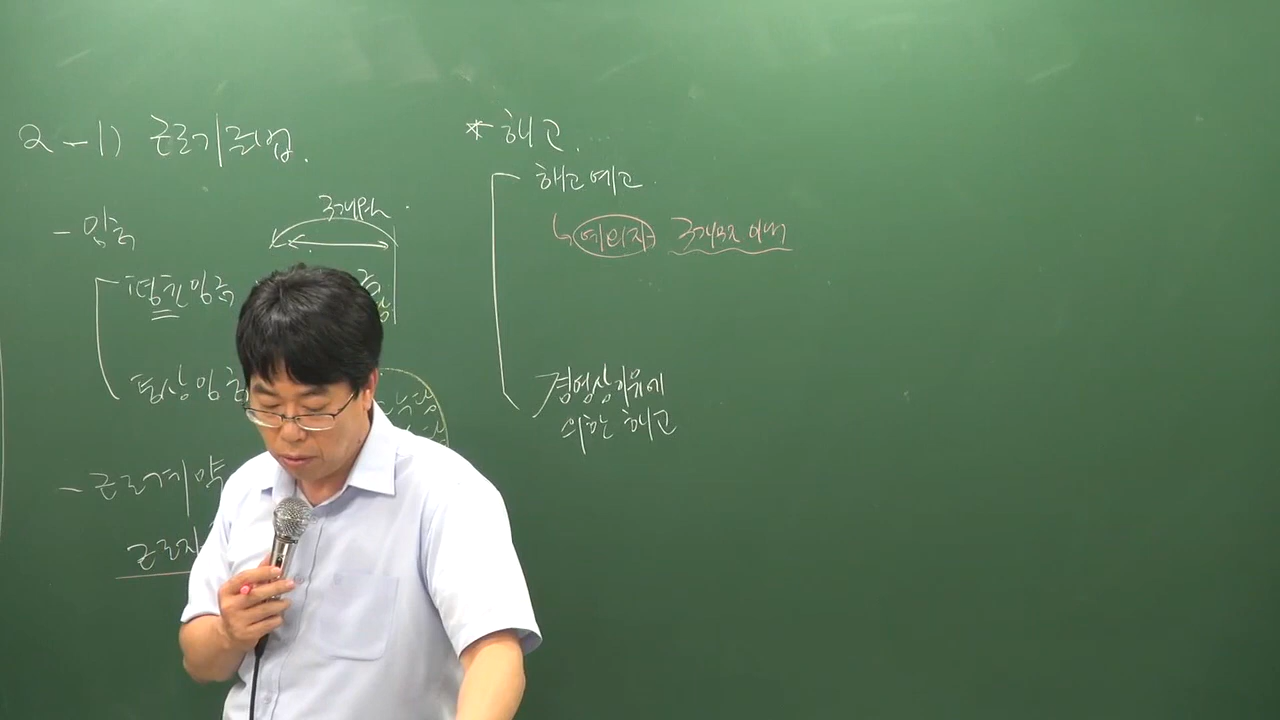 2-1) 근로기준법.
- 임금
3개월
평균임금
통상임금
- 근로계약
근로자
* 해고.
해고예고.
↳ 예외자 3개월 미만
경영상이유에
의한 해고